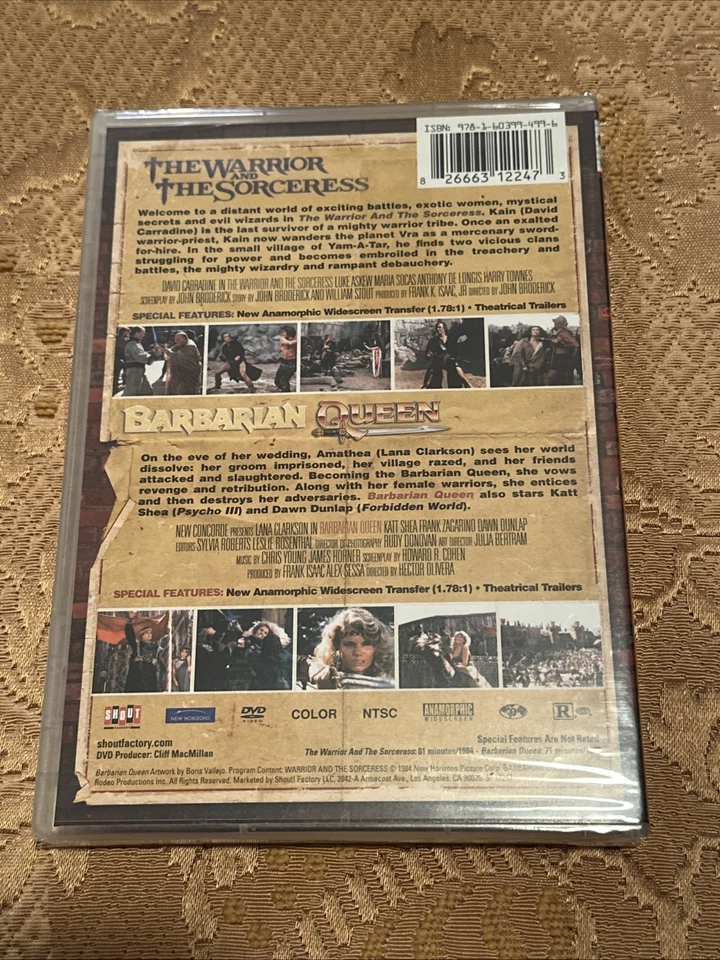 ISBN: 978-1-60399-499-6
8 26663 12247 3
THE WARRIOR
AND
THE SORCERESS
Welcome to a distant world of exciting battles, exotic women, mystical
secrets and evil wizards in The Warrior And The Sorceress. Kain (David
Carradine) is the last survivor of a mighty warrior tribe. Once an exalted
warrior-priest, Kain now wanders the planet Vra as a mercenary sword-
for-hire. In the small village of Yam-A-Tar, he finds two vicious clans
struggling for power and becomes embroiled in the treachery and
battles, the mighty wizardry and rampant debauchery.
DAVID CARRADINE IN THE WARRIOR AND THE SORCERESS LUKE ASKEW MARIA SOCAS ANTHONY DE LONGIS HARRY TOWNES
SCREENPLAY BY JOHN BRODERICK STORY BY JOHN BRODERICK AND WILLIAM STOUT PRODUCED BY FRANK K. ISAAC, JR DIRECTED BY JOHN BRODERICK
SPECIAL FEATURES: New Anamorphic Widescreen Transfer (1.78:1) • Theatrical Trailers
BARBARIAN QUEEN
On the eve of her wedding, Amathea (Lana Clarkson) sees her world
dissolve: her groom imprisoned, her village razed, and her friends
attacked and slaughtered. Becoming the Barbarian Queen, she vows
revenge and retribution. Along with her female warriors, she entices
and then destroys her adversaries. Barbarian Queen also stars Katt
Shea (Psycho III) and Dawn Dunlap (Forbidden World).
NEW CONCORDE PRESENTS LANA CLARKSON IN BARBARIAN QUEEN KATT SHEA FRANK ZAGARINO DAWN DUNLAP
EDITORS SYLVIA ROBERTS LESLIE ROSENTHAL DIRECTOR OF PHOTOGRAPHY RUDY DONOVAN ART DIRECTOR JULIA BERTRAM
MUSIC BY CHRIS YOUNG JAMES HORNER SCREENPLAY BY HOWARD R. COHEN
PRODUCED BY FRANK ISAAC ALEX SESSA DIRECTED BY HECTOR OLIVERA
SPECIAL FEATURES: New Anamorphic Widescreen Transfer (1.78:1) • Theatrical Trailers
SHOUT NEW HORIZONS DVD VIDEO COLOR NTSC ANAMORPHIC WIDESCREEN R
shoutfactory.com Special Features Are Not Rated
DVD Producer: Cliff MacMillan The Warrior And The Sorceress: 81 minutes/1984 - Barbarian Queen: 71 minutes
Barbarian Queen Artwork by Boris Vallejo. Program Content: WARRIOR AND THE SORCERESS © 1984 New Horizons Picture Corp.
Rodeo Productions Inc. All Rights Reserved. Marketed by Shout! Factory LLC, 2042-A Armacost Ave., Los Angeles, CA 90025.